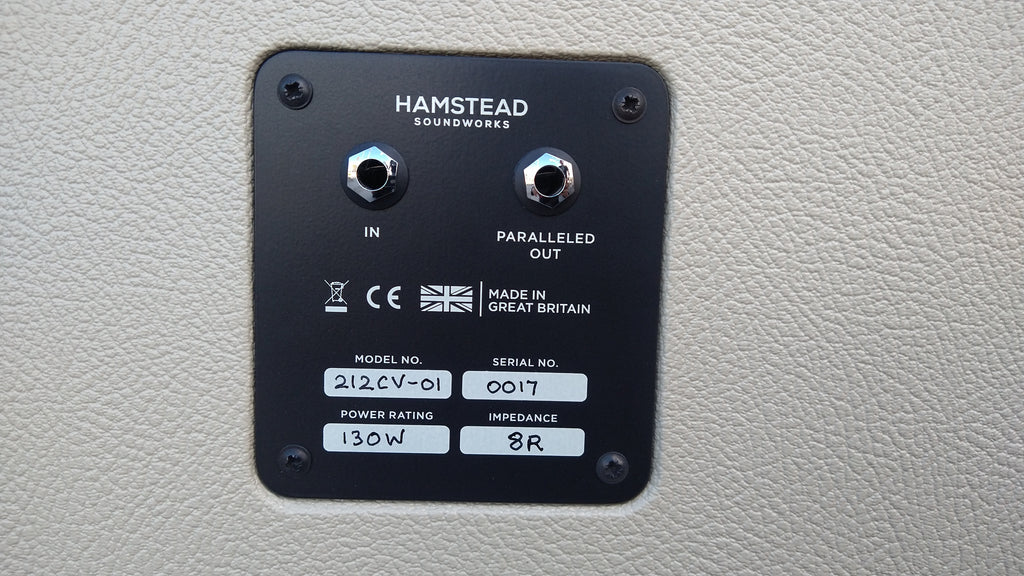 HAMSTEAD
SOUNDWORKS
IN
PARALLELED
OUT
CE
MADE IN
GREAT BRITAIN
MODEL NO.
SERIAL NO.
212CV-01
0017
POWER RATING
IMPEDANCE
130W
8R